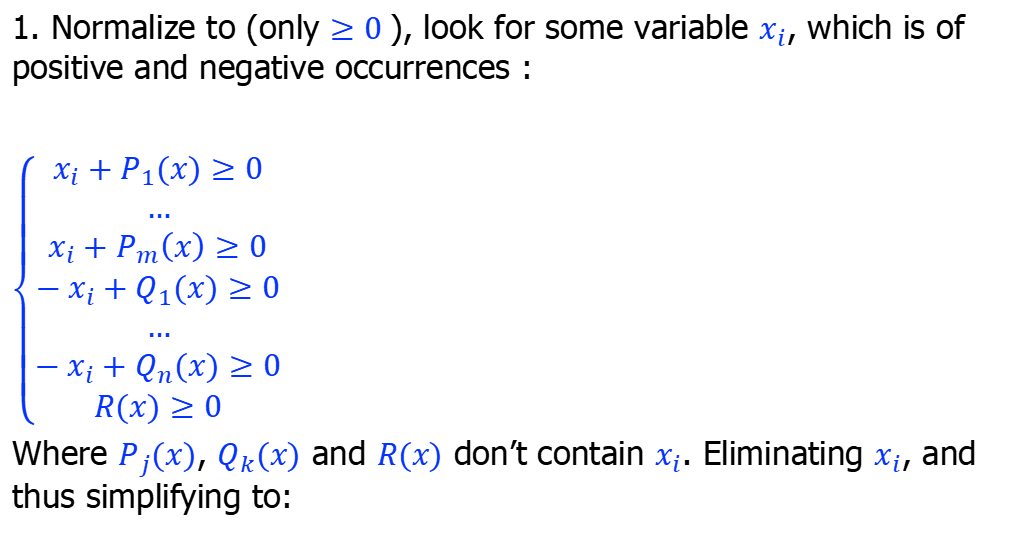 1. Normalize to (only ≥ 0 ), look for some variable xᵢ, which is of
positive and negative occurrences :
xᵢ + P₁(x) ≥ 0
...
xᵢ + Pₘ(x) ≥ 0
− xᵢ + Q₁(x) ≥ 0
...
− xᵢ + Qₙ(x) ≥ 0
R(x) ≥ 0
Where Pⱼ(x), Qₖ(x) and R(x) don’t contain xᵢ. Eliminating xᵢ, and
thus simplifying to: